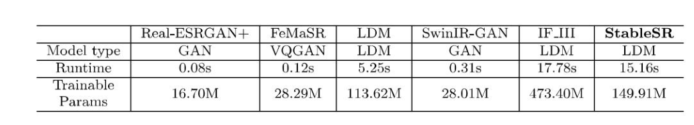 Real-ESRGAN+ FeMaSR LDM SwinIR-GAN IF_III StableSR
Model type GAN VQGAN LDM GAN LDM LDM
Runtime 0.08s 0.12s 5.25s 0.31s 17.78s 15.16s
Trainable Params 16.70M 28.29M 113.62M 28.01M 473.40M 149.91M